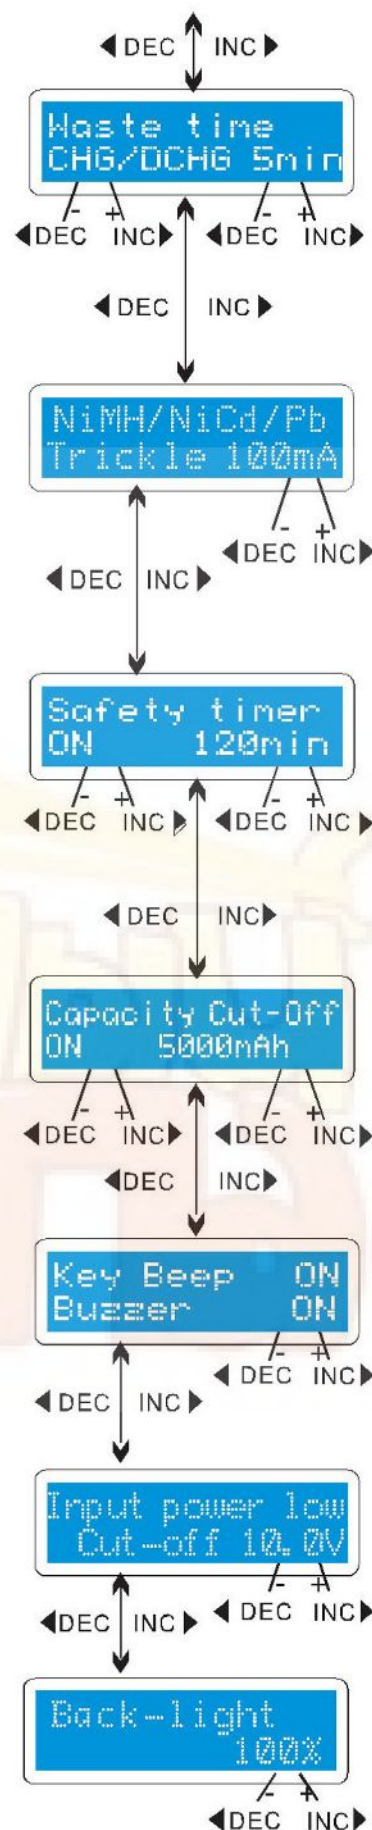 ◀DEC INC▶
Waste time
CHG/DCHG 5min
- + - +
◀DEC INC▶ ◀DEC INC▶
◀DEC INC▶
NiMH/NiCd/Pb
Trickle 100mA
- +
◀DEC INC▶
◀DEC INC▶
Safety timer
ON 120min
- + - +
◀DEC INC▶ ◀DEC INC▶
◀DEC INC▶
Capacity Cut-Off
ON 5000mAh
- + - +
◀DEC INC▶ ◀DEC INC▶
◀DEC INC▶
Key Beep ON
Buzzer ON
- +
◀DEC INC▶
◀DEC INC▶
Input power low
Cut-off 10.0V
- +
◀DEC INC▶
◀DEC INC▶
Back-light
100%
- +
◀DEC INC▶